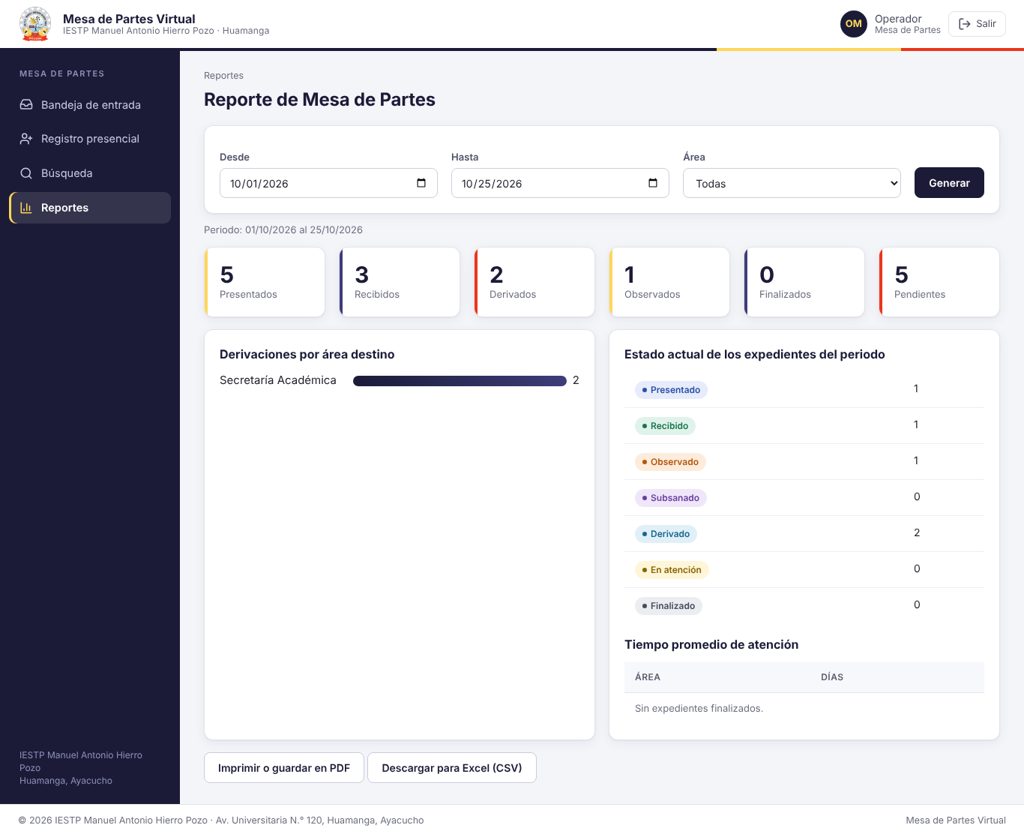 Mesa de Partes Virtual
IESTP Manuel Antonio Hierro Pozo · Huamanga
OM
Operador
Mesa de Partes
Salir
MESA DE PARTES
Bandeja de entrada
Registro presencial
Búsqueda
Reportes
IESTP Manuel Antonio Hierro
Pozo
Huamanga, Ayacucho
Reportes
Reporte de Mesa de Partes
Desde
10/01/2026
Hasta
10/25/2026
Área
Todas
Generar
Periodo: 01/10/2026 al 25/10/2026
5
Presentados
3
Recibidos
2
Derivados
1
Observados
0
Finalizados
5
Pendientes
Derivaciones por área destino
Secretaría Académica 2
Estado actual de los expedientes del periodo
Presentado 1
Recibido 1
Observado 1
Subsanado 0
Derivado 2
En atención 0
Finalizado 0
Tiempo promedio de atención
ÁREA DÍAS
Sin expedientes finalizados.
Imprimir o guardar en PDF
Descargar para Excel (CSV)
© 2026 IESTP Manuel Antonio Hierro Pozo · Av. Universitaria N.° 120, Huamanga, Ayacucho
Mesa de Partes Virtual